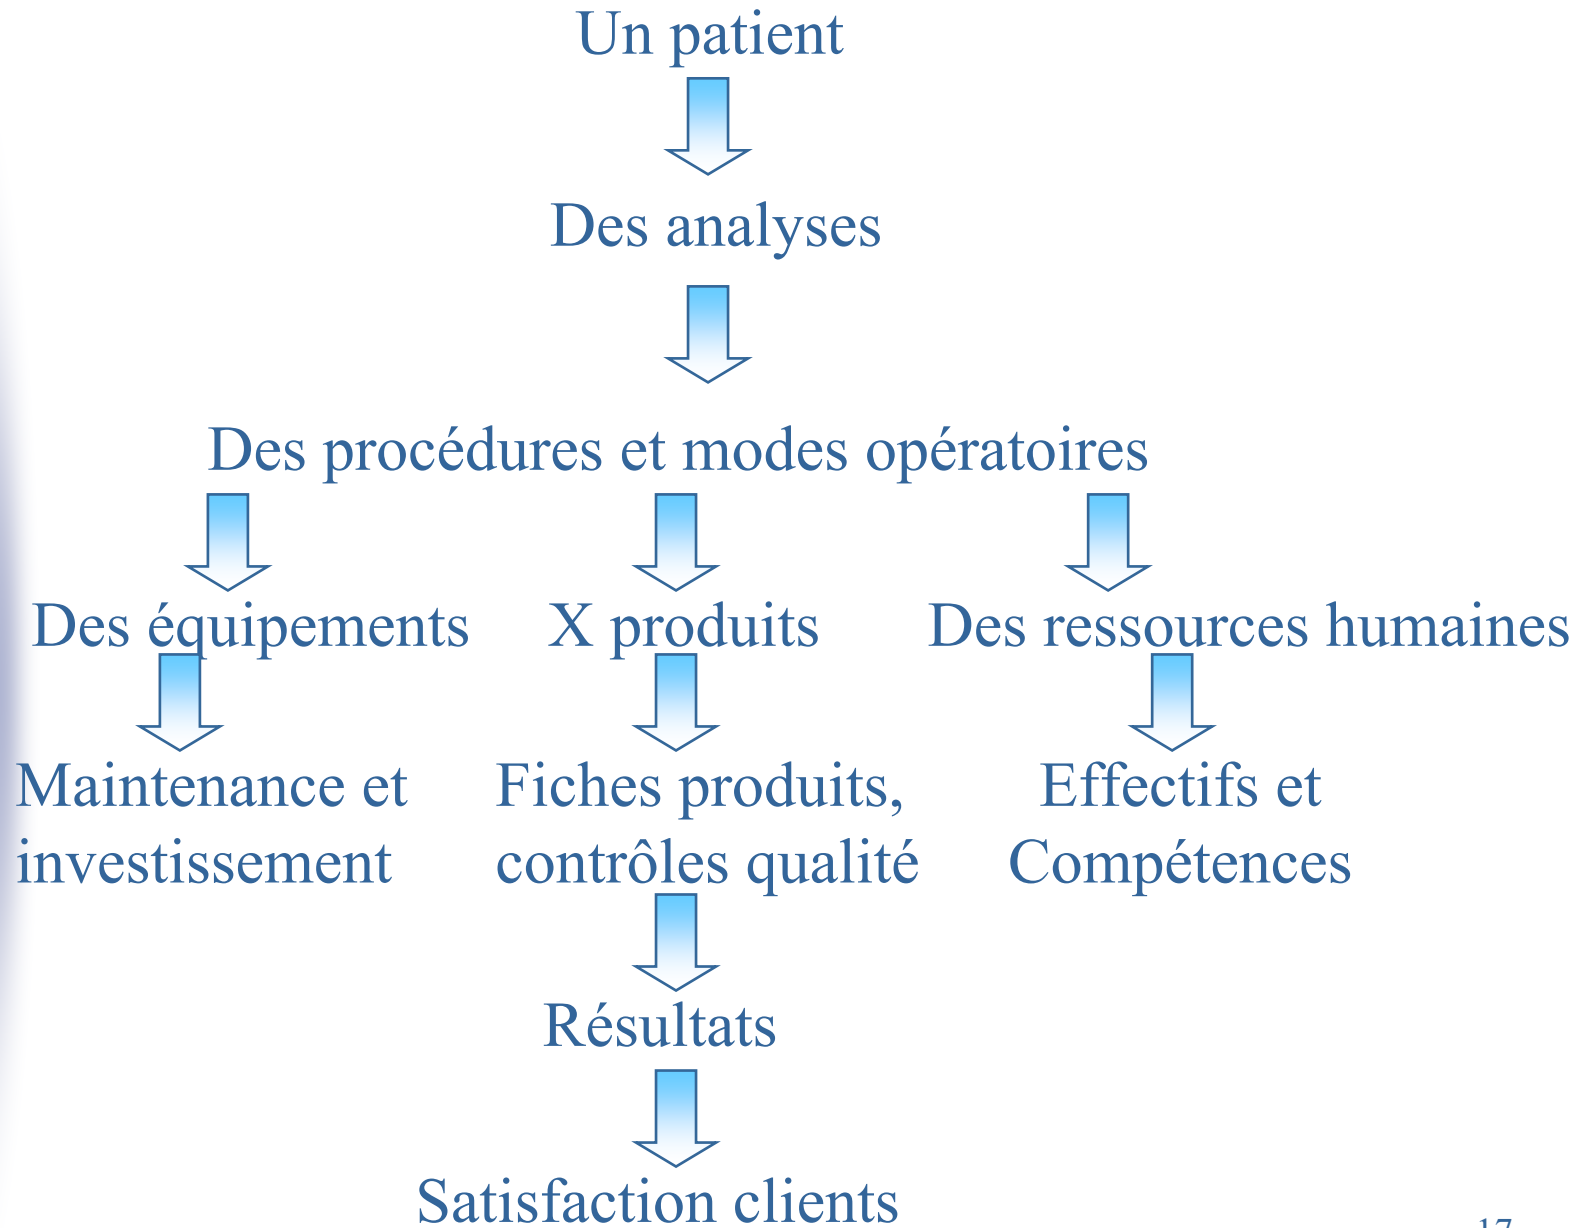 Un patient
Des analyses
Des procédures et modes opératoires
Des équipements
X produits
Des ressources humaines
Maintenance et
investissement
Fiches produits,
contrôles qualité
Effectifs et
Compétences
Résultats
Satisfaction clients
17